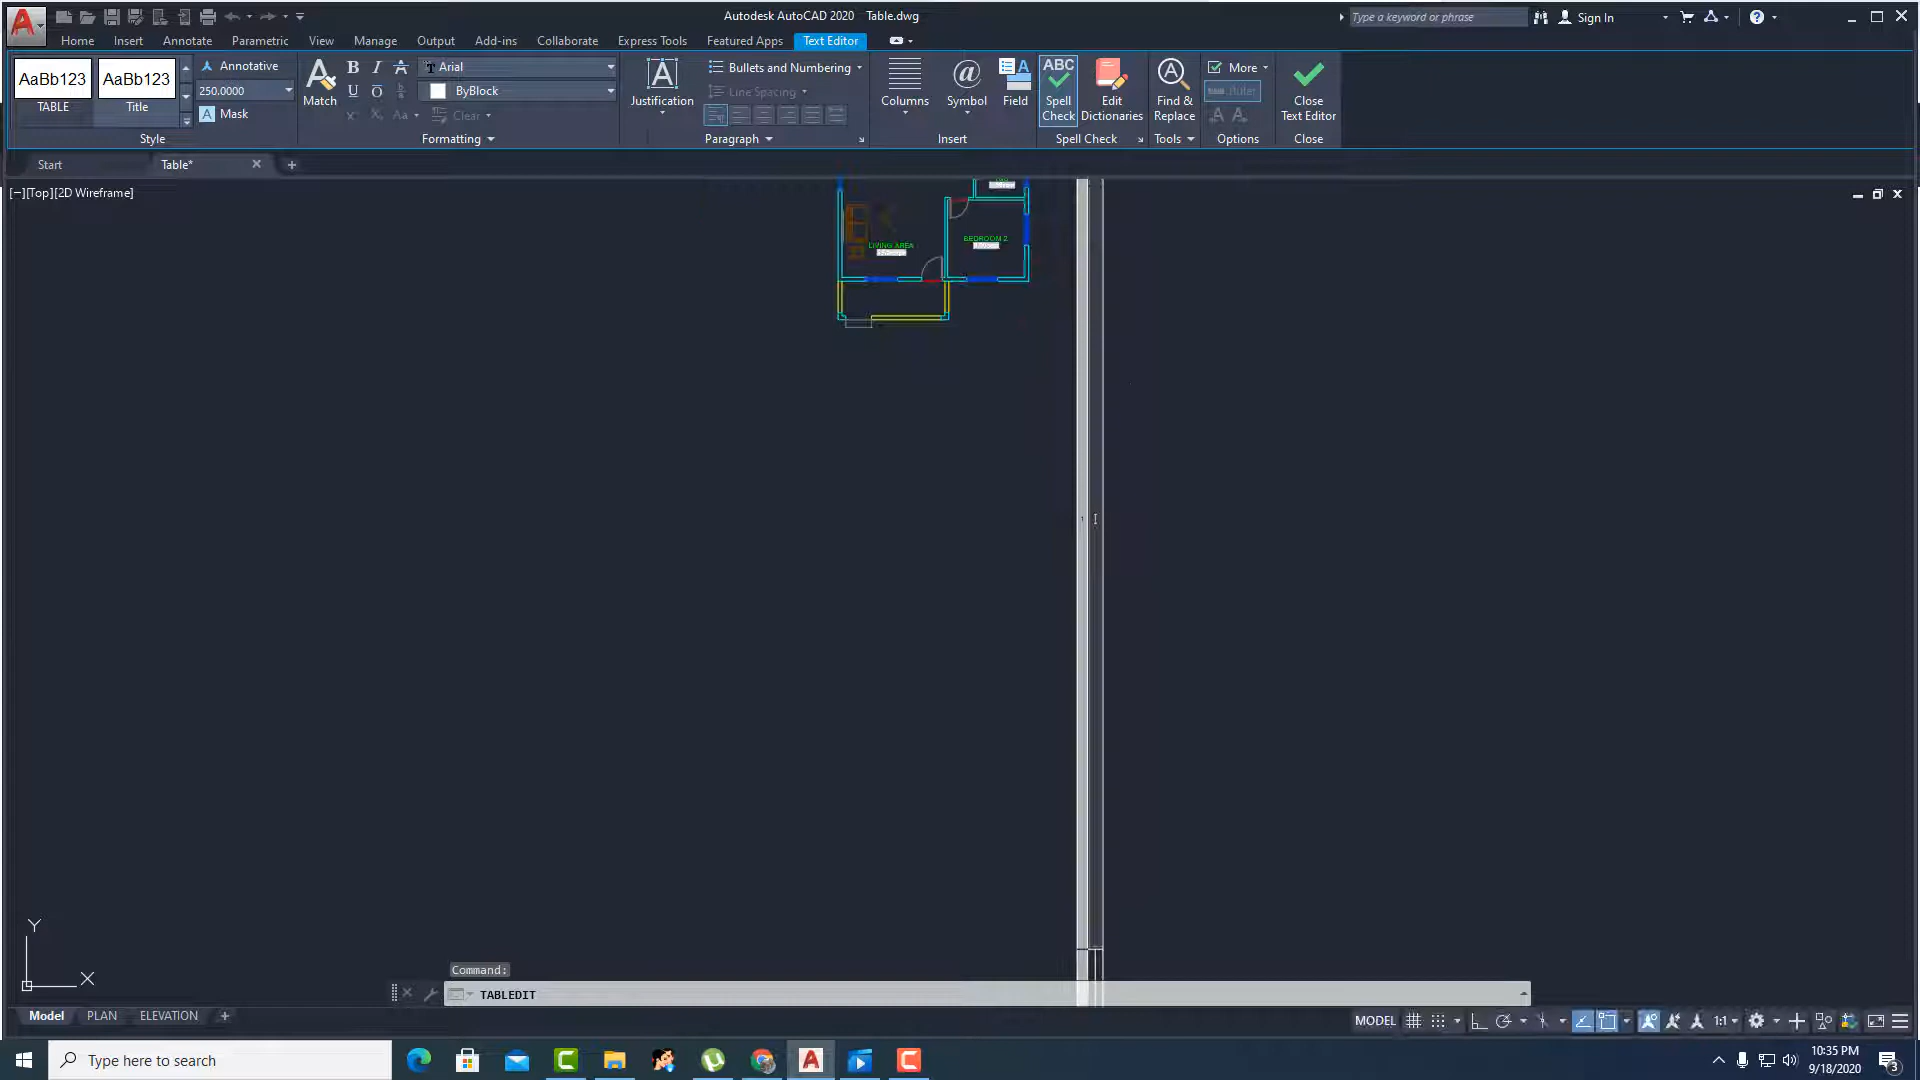 Autodesk AutoCAD 2020 Table.dwg
Type a keyword or phrase
Sign In
Home Insert Annotate Parametric View Manage Output Add-ins Collaborate Express Tools Featured Apps Text Editor
AaBb123 AaBb123
TABLE Title
Annotative
250.0000
Mask
Style
Match
B I
U O
Aa
Arial
ByBlock
Clear
Formatting
Justification
Bullets and Numbering
Line Spacing
Paragraph
Columns
Symbol
Field
Insert
ABC
Spell Check
Edit Dictionaries
Spell Check
Find & Replace
Tools
More
Ruler
Options
Close Text Editor
Close
Start Table*
[−][Top][2D Wireframe]
LIVING AREA
BEDROOM 2
Y
X
Command:
TABLEDIT
Model PLAN ELEVATION
MODEL
1:1
Type here to search
10:35 PM
9/18/2020
3